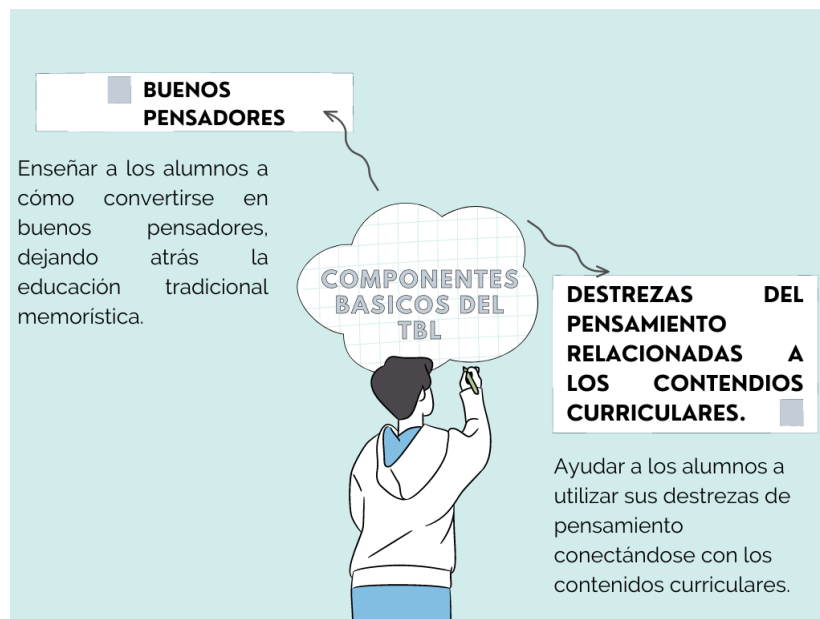 BUENOS
PENSADORES
Enseñar a los alumnos a
cómo convertirse en
buenos pensadores,
dejando atrás la
educación tradicional
memorística.
COMPONENTES
BASICOS DEL
TBL
DESTREZAS DEL
PENSAMIENTO
RELACIONADAS A
LOS CONTENDIOS
CURRICULARES.
Ayudar a los alumnos a
utilizar sus destrezas de
pensamiento
conectándose con los
contenidos curriculares.